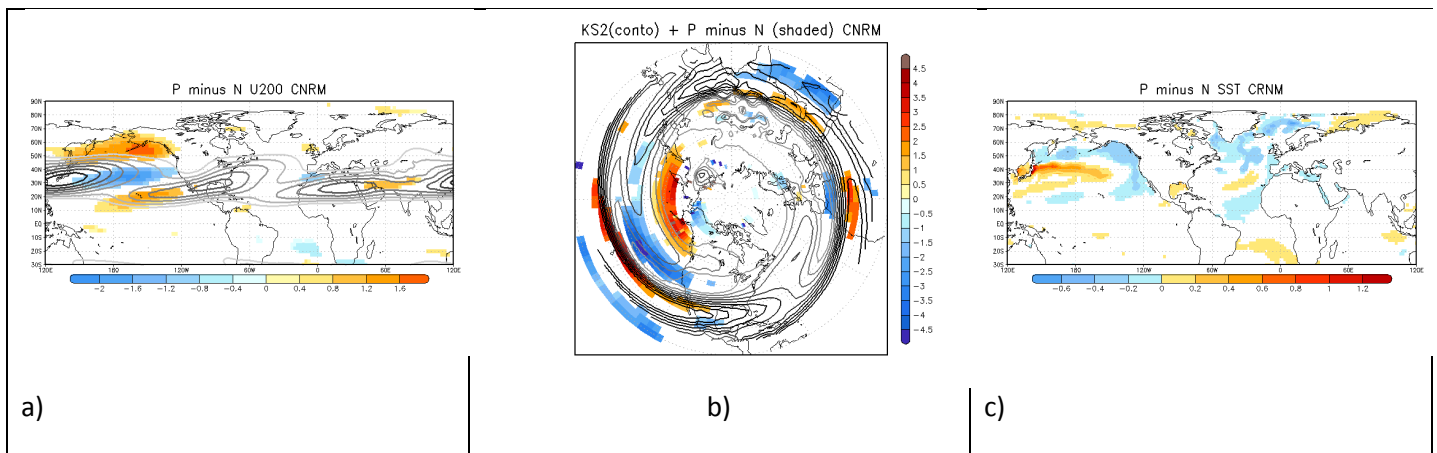 P minus N U200 CNRM
90N
80N
70N
60N
50N
40N
30N
20N
10N
EQ
10S
20S
30S
120E 180 120W 60W 0 60E 120E
−2 −1.6 −1.2 −0.8 −0.4 0.4 0.8 1.2 1.6
a)
KS2(conto) + P minus N (shaded) CNRM
4.5
4
3.5
3
2.5
2
1.5
1
0.5
0
−0.5
−1
−1.5
−2
−2.5
−3
−3.5
−4
−4.5
b)
P minus N SST CRNM
90N
80N
70N
60N
50N
40N
30N
20N
10N
EQ
10S
20S
30S
120E 180 120W 60W 0 60E 120E
−0.6 −0.4 −0.2 0 0.2 0.4 0.6 0.8 1 1.2
c)